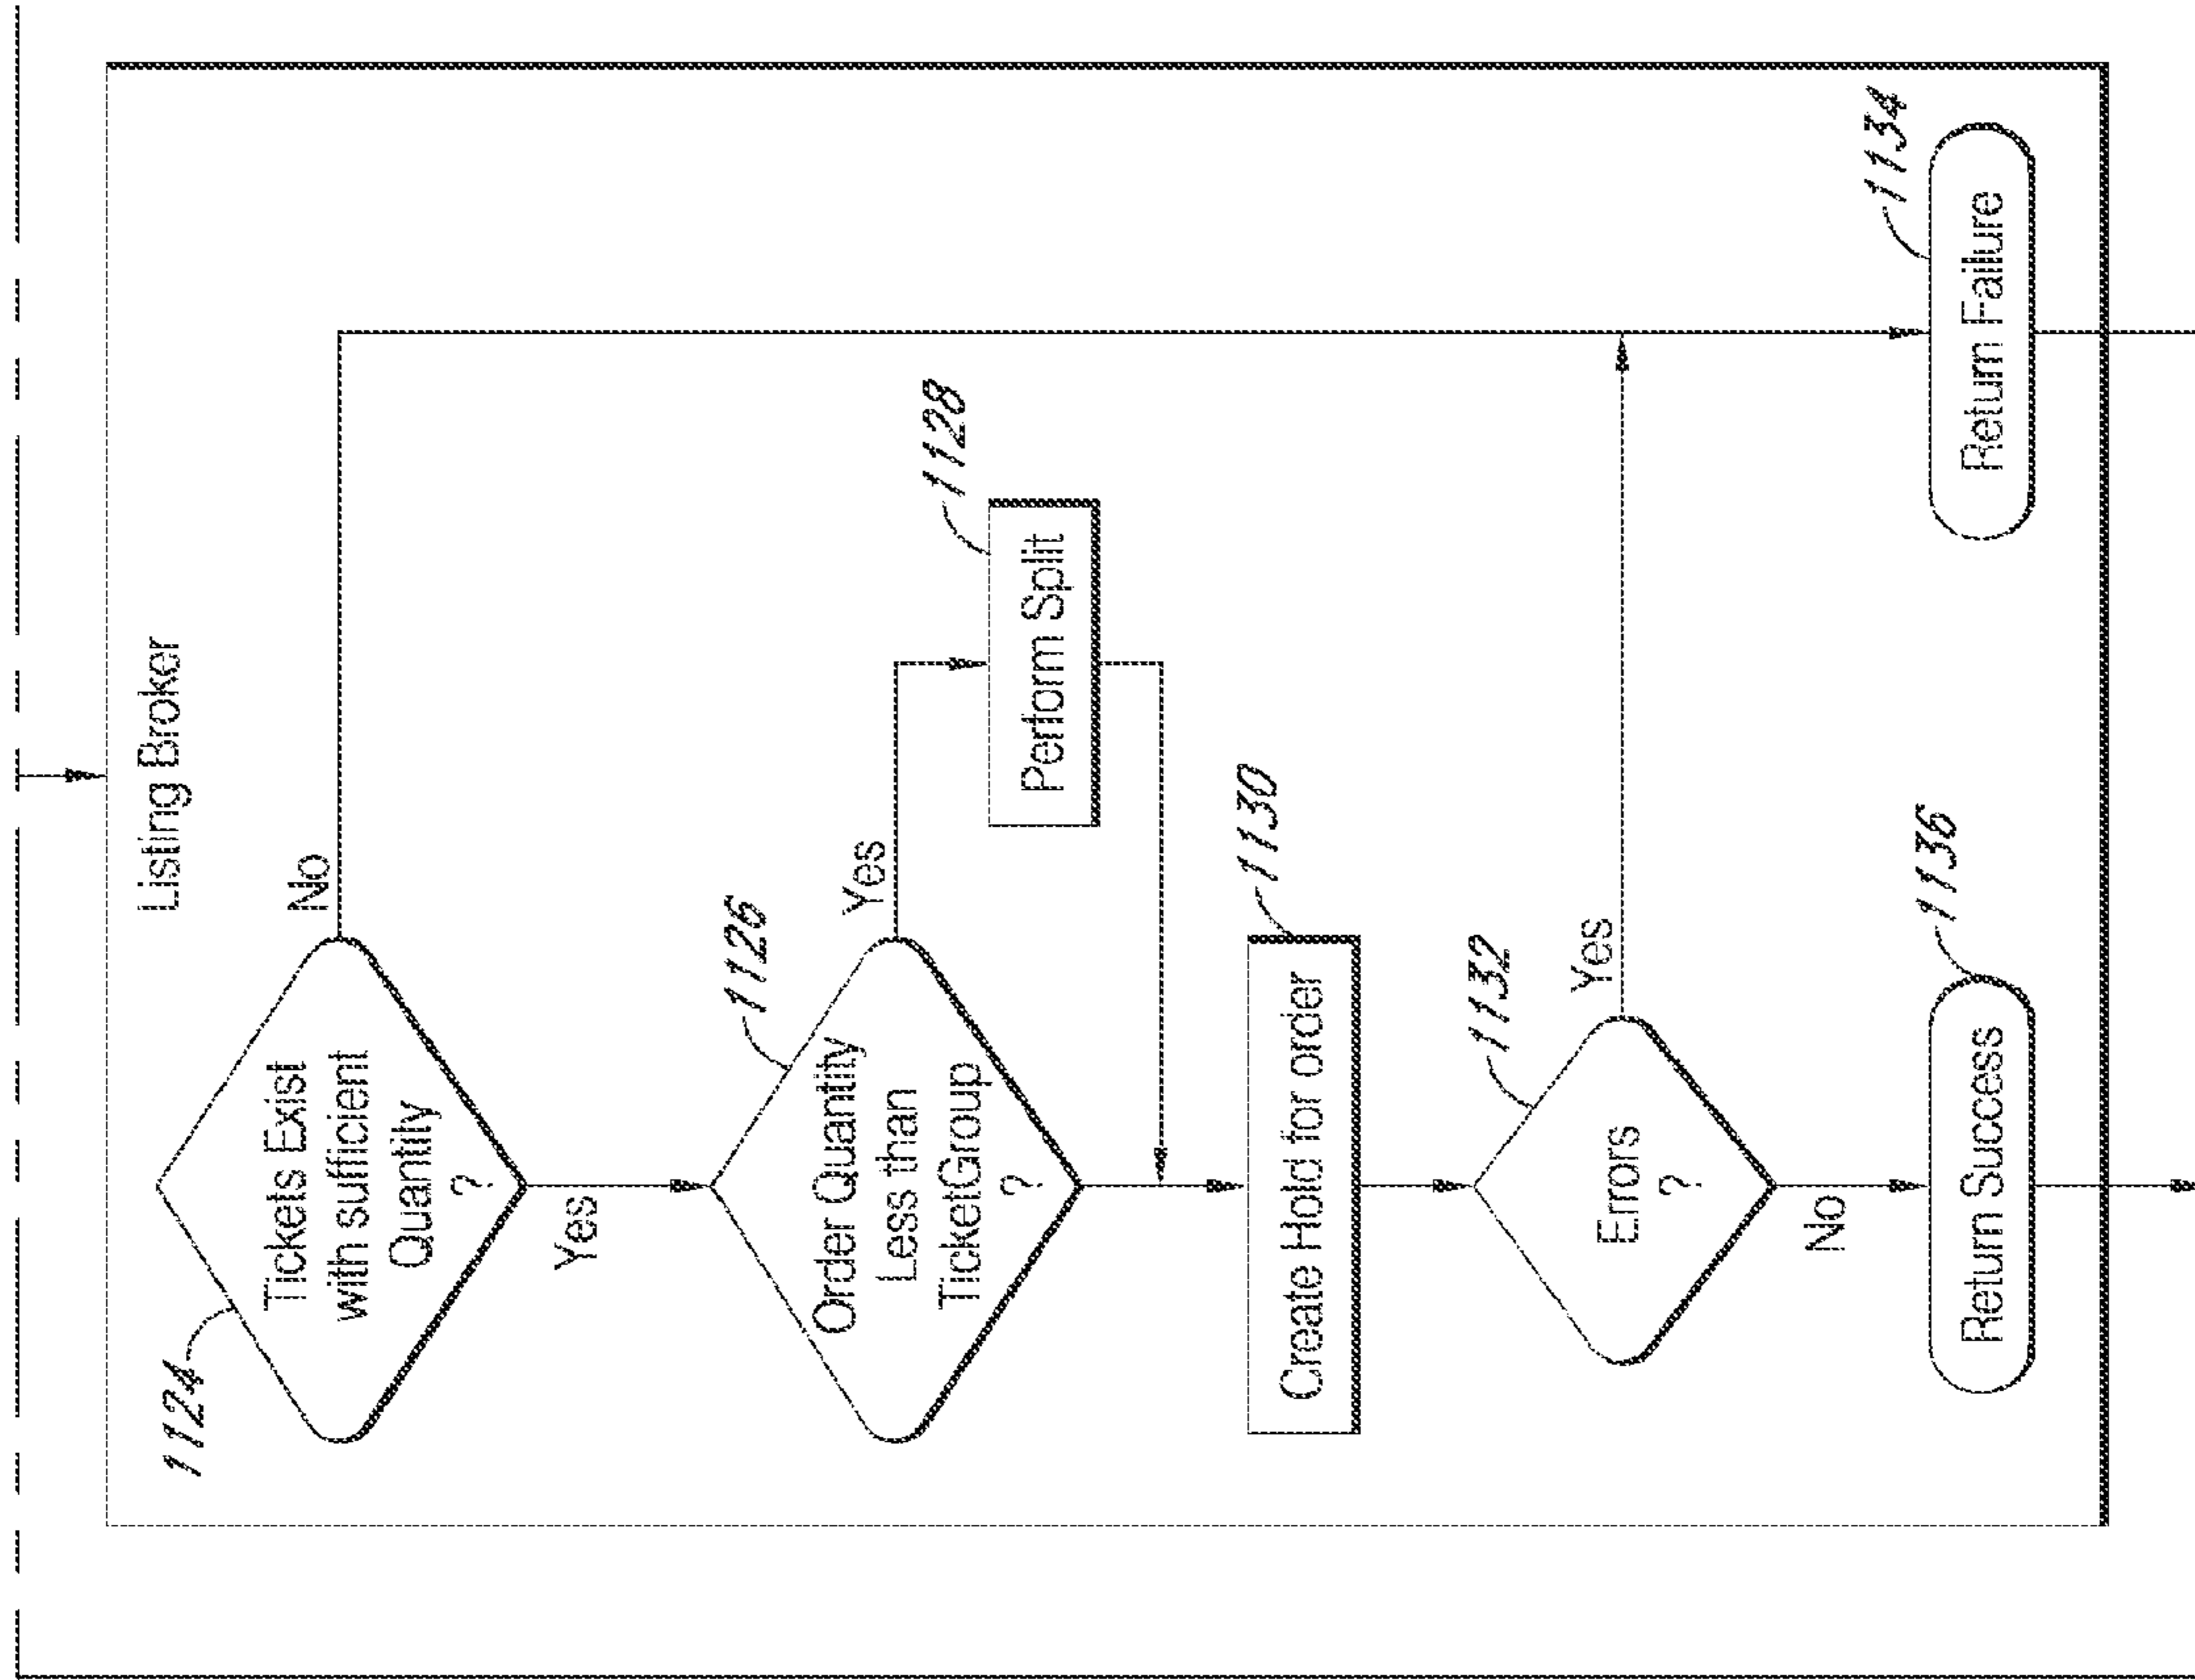 Listing Broker
1124
Tickets Exist
with sufficient
Quantity
?
No
Yes
1126
Order Quantity
Less than
TicketGroup
?
Yes
1128
Perform Split
1130
Create Hold for order
1132
Errors
?
Yes
No
1136
Return Success
1134
Return Failure